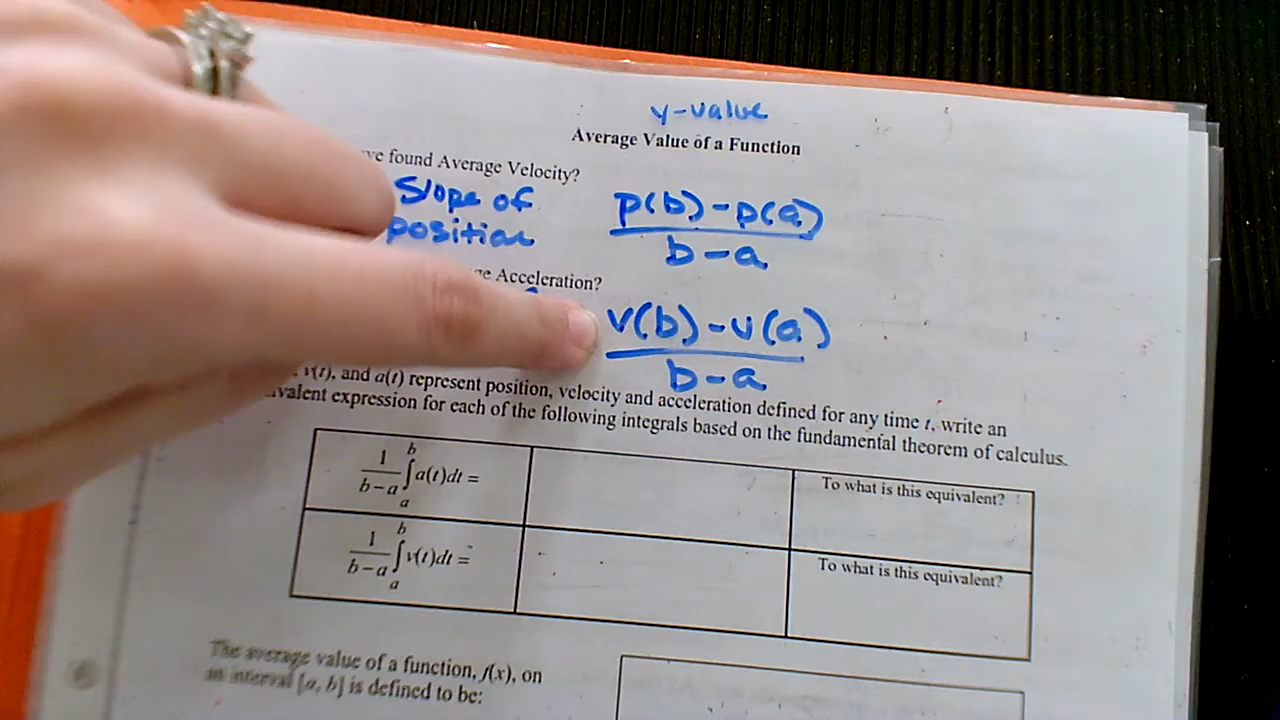 y-value
Average Value of a Function
found Average Velocity?
Slope of
position
p(b)-p(a)
b-a
Acceleration?
v(b)-v(a)
b-a
v(t), and a(t) represent position, velocity and acceleration defined for any time t, write an
expression for each of the following integrals based on the fundamental theorem of calculus.
1/(b-a) ∫_a^b a(t)dt =
To what is this equivalent?
1/(b-a) ∫_a^b v(t)dt =
To what is this equivalent?
The average value of a function, f(x), on
an interval [a, b] is defined to be: